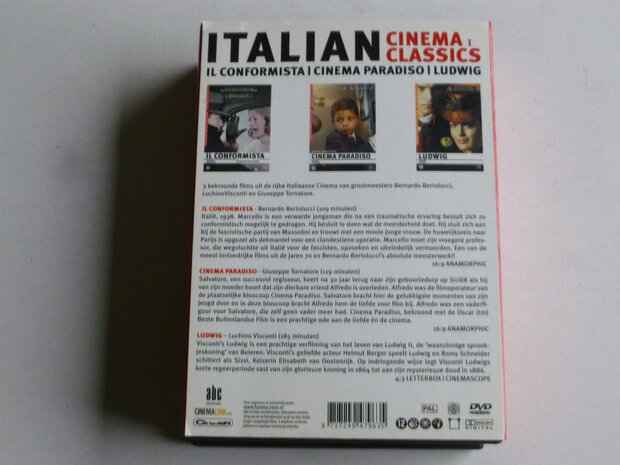 ITALIAN CINEMA I CLASSICS
IL CONFORMISTA | CINEMA PARADISO | LUDWIG
IL CONFORMISTA
CINEMA PARADISO
LUDWIG
3 bekroonde films uit de rijke Italiaanse Cinema van grootmeesters Bernardo Bertolucci,
LuchinoVisconti en Giuseppe Tornatore.
IL CONFORMISTA - Bernardo Bertolucci (109 minuten)
Italië, 1938. Marcello is een verwarde jongeman die na een traumatische ervaring besluit zich zo
conformistisch mogelijk te gedragen. Hij besluit te doen wat de meerderheid doet. Hij sluit zich aan
bij de fascistische partij van Mussolini en trouwt met een mooie jonge vrouw. De huwelijksreis naar
Parijs is opgezet als dekmantel voor een clandestiene operatie. Marcello moet zijn vroegere profes-
sor, die wegvluchte uit Italië voor de fascisten, opzoeken en uiteindelijk vermoorden. Een van de
meest invloedrijke films uit de jaren 70 en Bernardo Bertolucci's absolute meesterwerk!!
16:9 ANAMORPHIC
CINEMA PARADISO - Giuseppe Tornatore (119 minuten)
Salvatore, een succesvol regisseur, keert na 30 jaar terug naar zijn geboortedorp op Sicilië als hij
van zijn moeder hoort dat zijn dierbare vriend Alfredo is overleden. Alfredo was de filmoperateur van
de plaatselijke bioscoop Cinema Paradiso. Salvatore bracht hier de gelukkigste momenten van zijn
jeugd door en in deze bioscoop bracht Alfredo hem de liefde voor film bij. Alfredo was een vaderfi-
guur voor Salvatore, die zelf geen vader meer had. Cinema Paradiso, bekroond met de Oscar (tm)
Beste Buitenlandse Film is een prachtige ode aan de liefde én de cinema.
16:9 ANAMORPHIC
LUDWIG - Luchino Visconti (185 minuten)
Visconti's Ludwig is een prachtige verfilming van het leven van Ludwig II, de 'waanzinnige sprook-
jeskoning' van Beieren. Visconti's geliefde acteur Helmut Berger speelt Ludwig en Romy Schneider
schittert als Sissi, Keizerin Elisabeth van Oostenrijk. Op indringende wijze legt Visconti Ludwigs
korte regeerperiode vast van zijn glorieuze kroning in 1864 tot aan zijn mysterieuze dood in 1886.
4:3 LETTERBOX | CINEMASCOPE
abc
CINEMALINK
www.homescreen.nl
8 717249 479635
PAL
DVD
12
DOLBY
DIGITAL